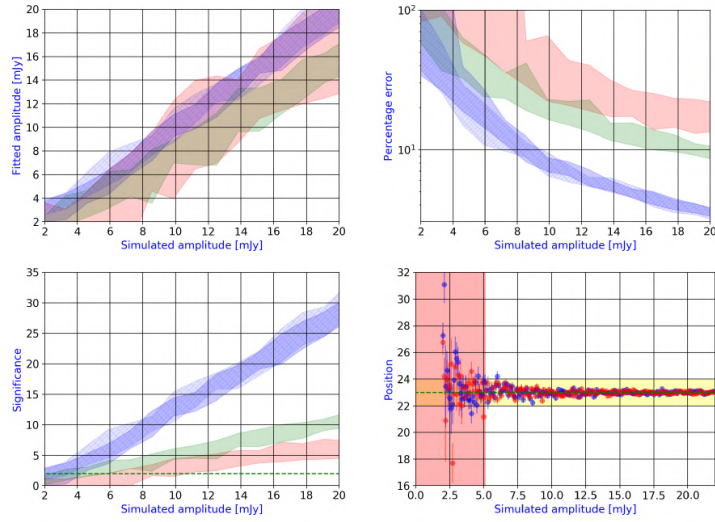 20
18
16
14
12
10
8
6
4
2
Fitted amplitude [mJy]
2 4 6 8 10 12 14 16 18 20
Simulated amplitude [mJy]
10²
10¹
Percentage error
2 4 6 8 10 12 14 16 18 20
Simulated amplitude [mJy]
35
30
25
20
15
10
5
0
Significance
2 4 6 8 10 12 14 16 18 20
Simulated amplitude [mJy]
32
30
28
26
24
22
20
18
16
Position
0.0 2.5 5.0 7.5 10.0 12.5 15.0 17.5 20.0
Simulated amplitude [mJy]